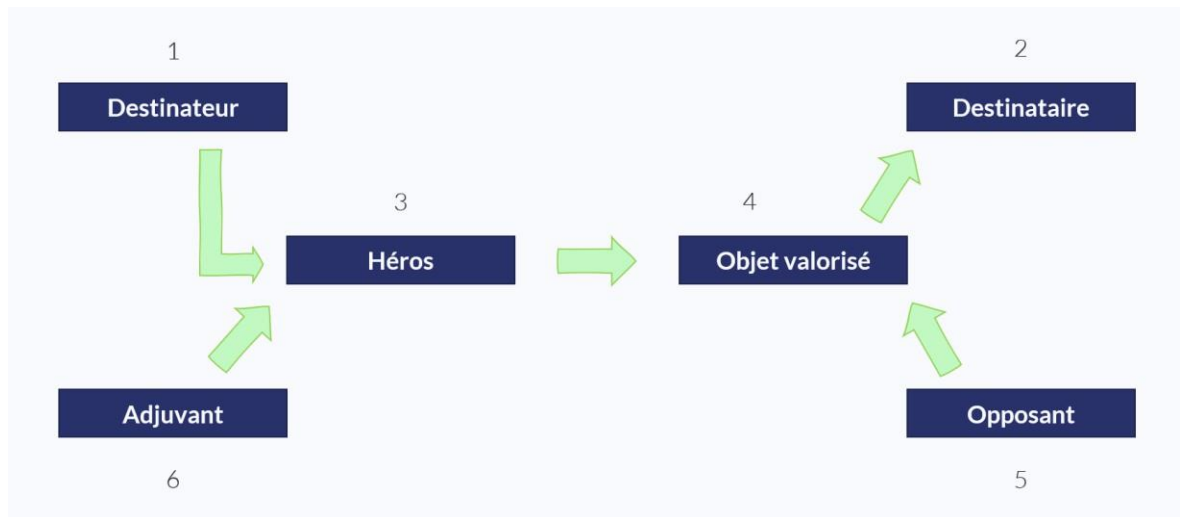 1
2
Destinateur
Destinataire
3
4
Héros
Objet valorisé
Adjuvant
Opposant
6
5